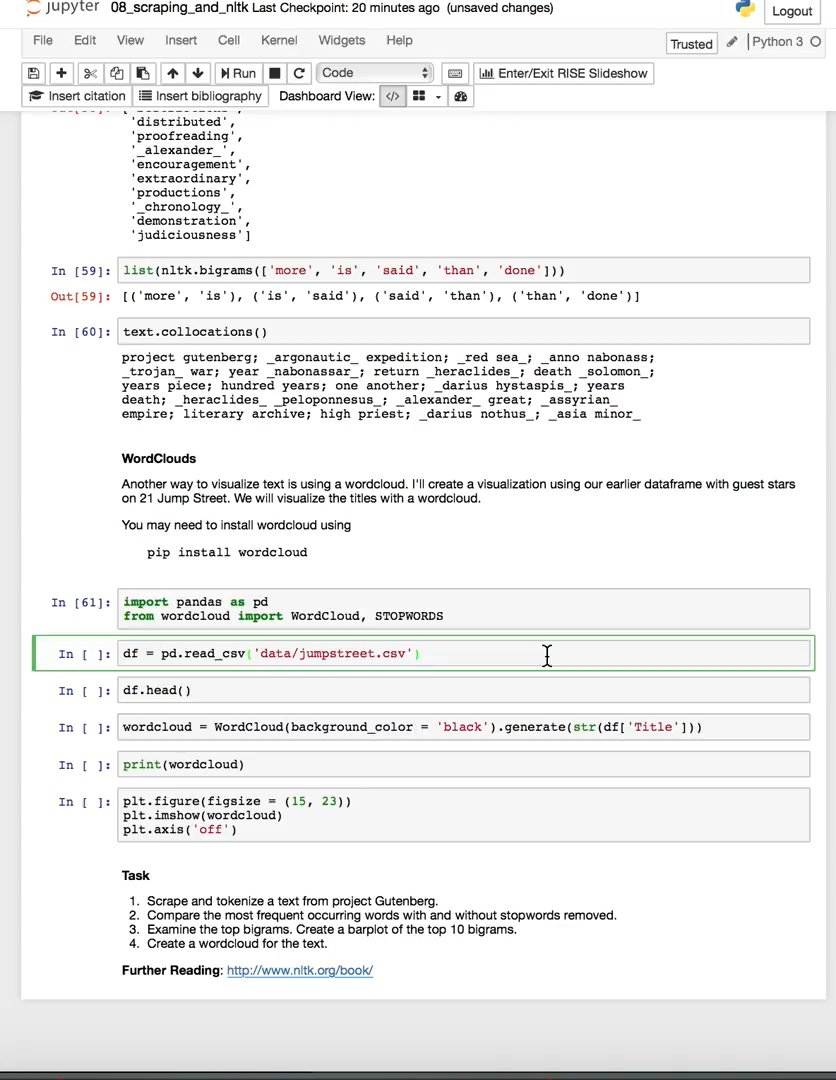 jupyter 08_scraping_and_nltk Last Checkpoint: 20 minutes ago (unsaved changes)
Logout
File Edit View Insert Cell Kernel Widgets Help
Trusted
Python 3
Run
Code
Enter/Exit RISE Slideshow
Insert citation
Insert bibliography
Dashboard View:
</>
'distributed',
'proofreading',
'_alexander_',
'encouragement',
'extraordinary',
'productions',
'_chronology_',
'demonstration',
'judiciousness']
In [59]: list(nltk.bigrams(['more', 'is', 'said', 'than', 'done']))
Out[59]: [('more', 'is'), ('is', 'said'), ('said', 'than'), ('than', 'done')]
In [60]: text.collocations()
project gutenberg; _argonautic_ expedition; _red sea_; _anno nabonass;
_trojan_ war; year _nabonassar_; return _heraclides_; death _solomon_;
years piece; hundred years; one another; _darius hystaspis_; years
death; _heraclides_ _peloponnesus_; _alexander_ great; _assyrian_
empire; literary archive; high priest; _darius nothus_; _asia minor_
WordClouds
Another way to visualize text is using a wordcloud. I'll create a visualization using our earlier dataframe with guest stars
on 21 Jump Street. We will visualize the titles with a wordcloud.
You may need to install wordcloud using
pip install wordcloud
In [61]: import pandas as pd
from wordcloud import WordCloud, STOPWORDS
In [ ]: df = pd.read_csv('data/jumpstreet.csv')
In [ ]: df.head()
In [ ]: wordcloud = WordCloud(background_color = 'black').generate(str(df['Title']))
In [ ]: print(wordcloud)
In [ ]: plt.figure(figsize = (15, 23))
plt.imshow(wordcloud)
plt.axis('off')
Task
1. Scrape and tokenize a text from project Gutenberg.
2. Compare the most frequent occurring words with and without stopwords removed.
3. Examine the top bigrams. Create a barplot of the top 10 bigrams.
4. Create a wordcloud for the text.
Further Reading: http://www.nltk.org/book/